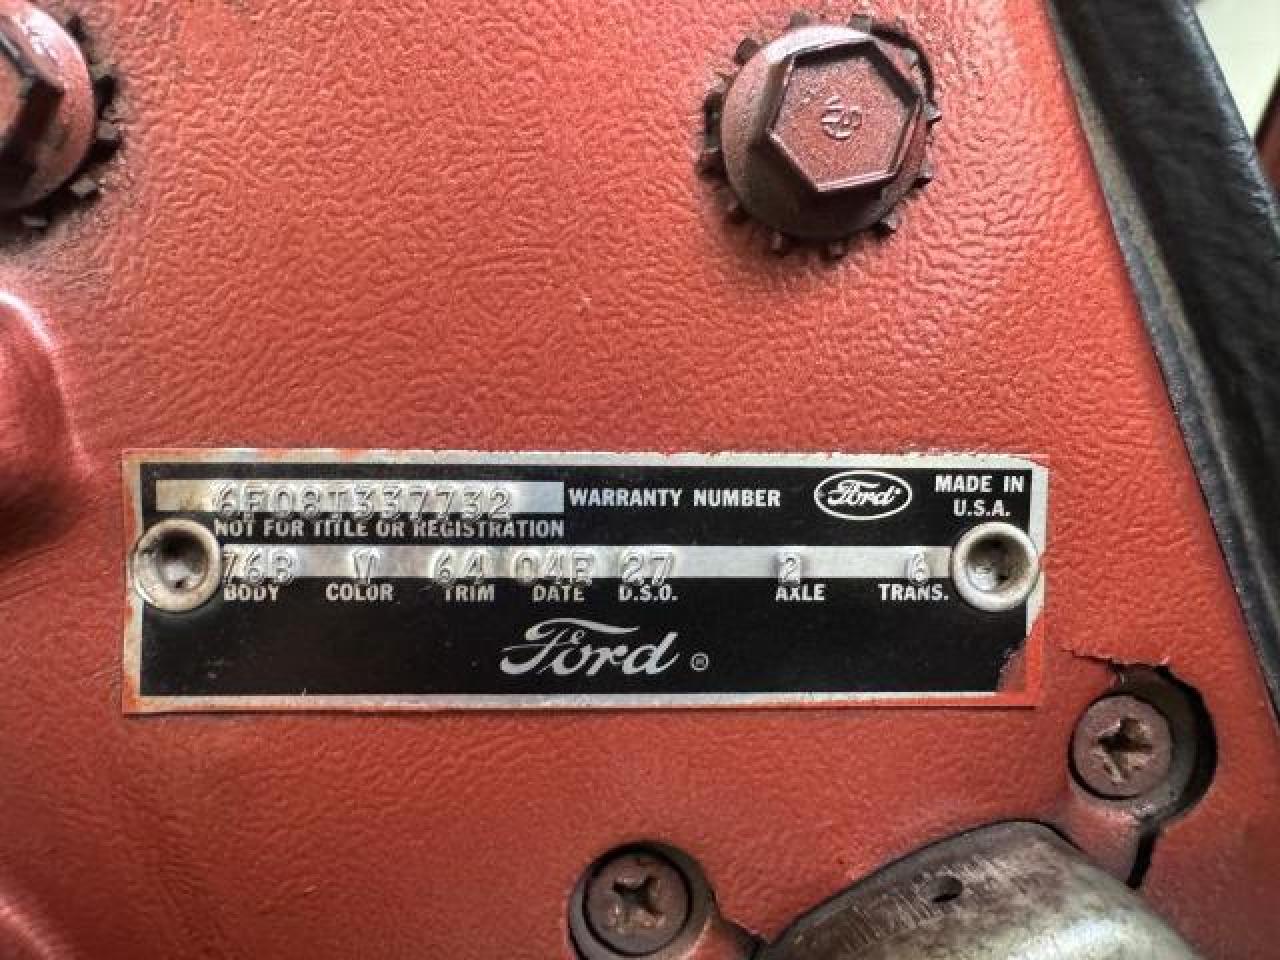 6F08T337732 WARRANTY NUMBER Ford MADE IN
U.S.A.
NOT FOR TITLE OR REGISTRATION
76B V 64 04E 27 2 6
BODY COLOR TRIM DATE D.S.O. AXLE TRANS.
Ford ®